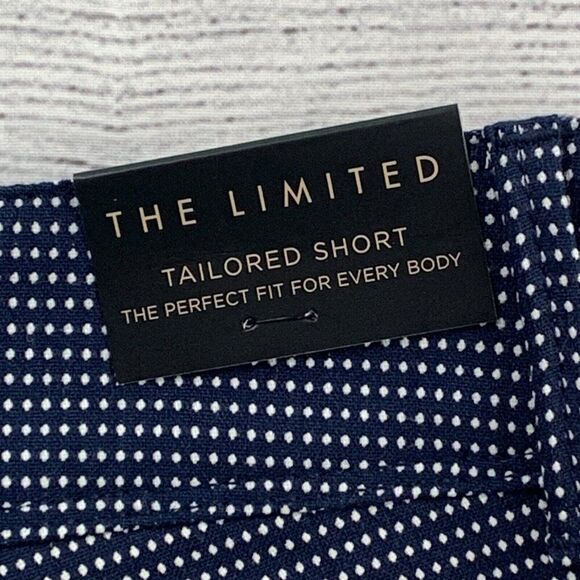 THE LIMITED
TAILORED SHORT
THE PERFECT FIT FOR EVERY BODY